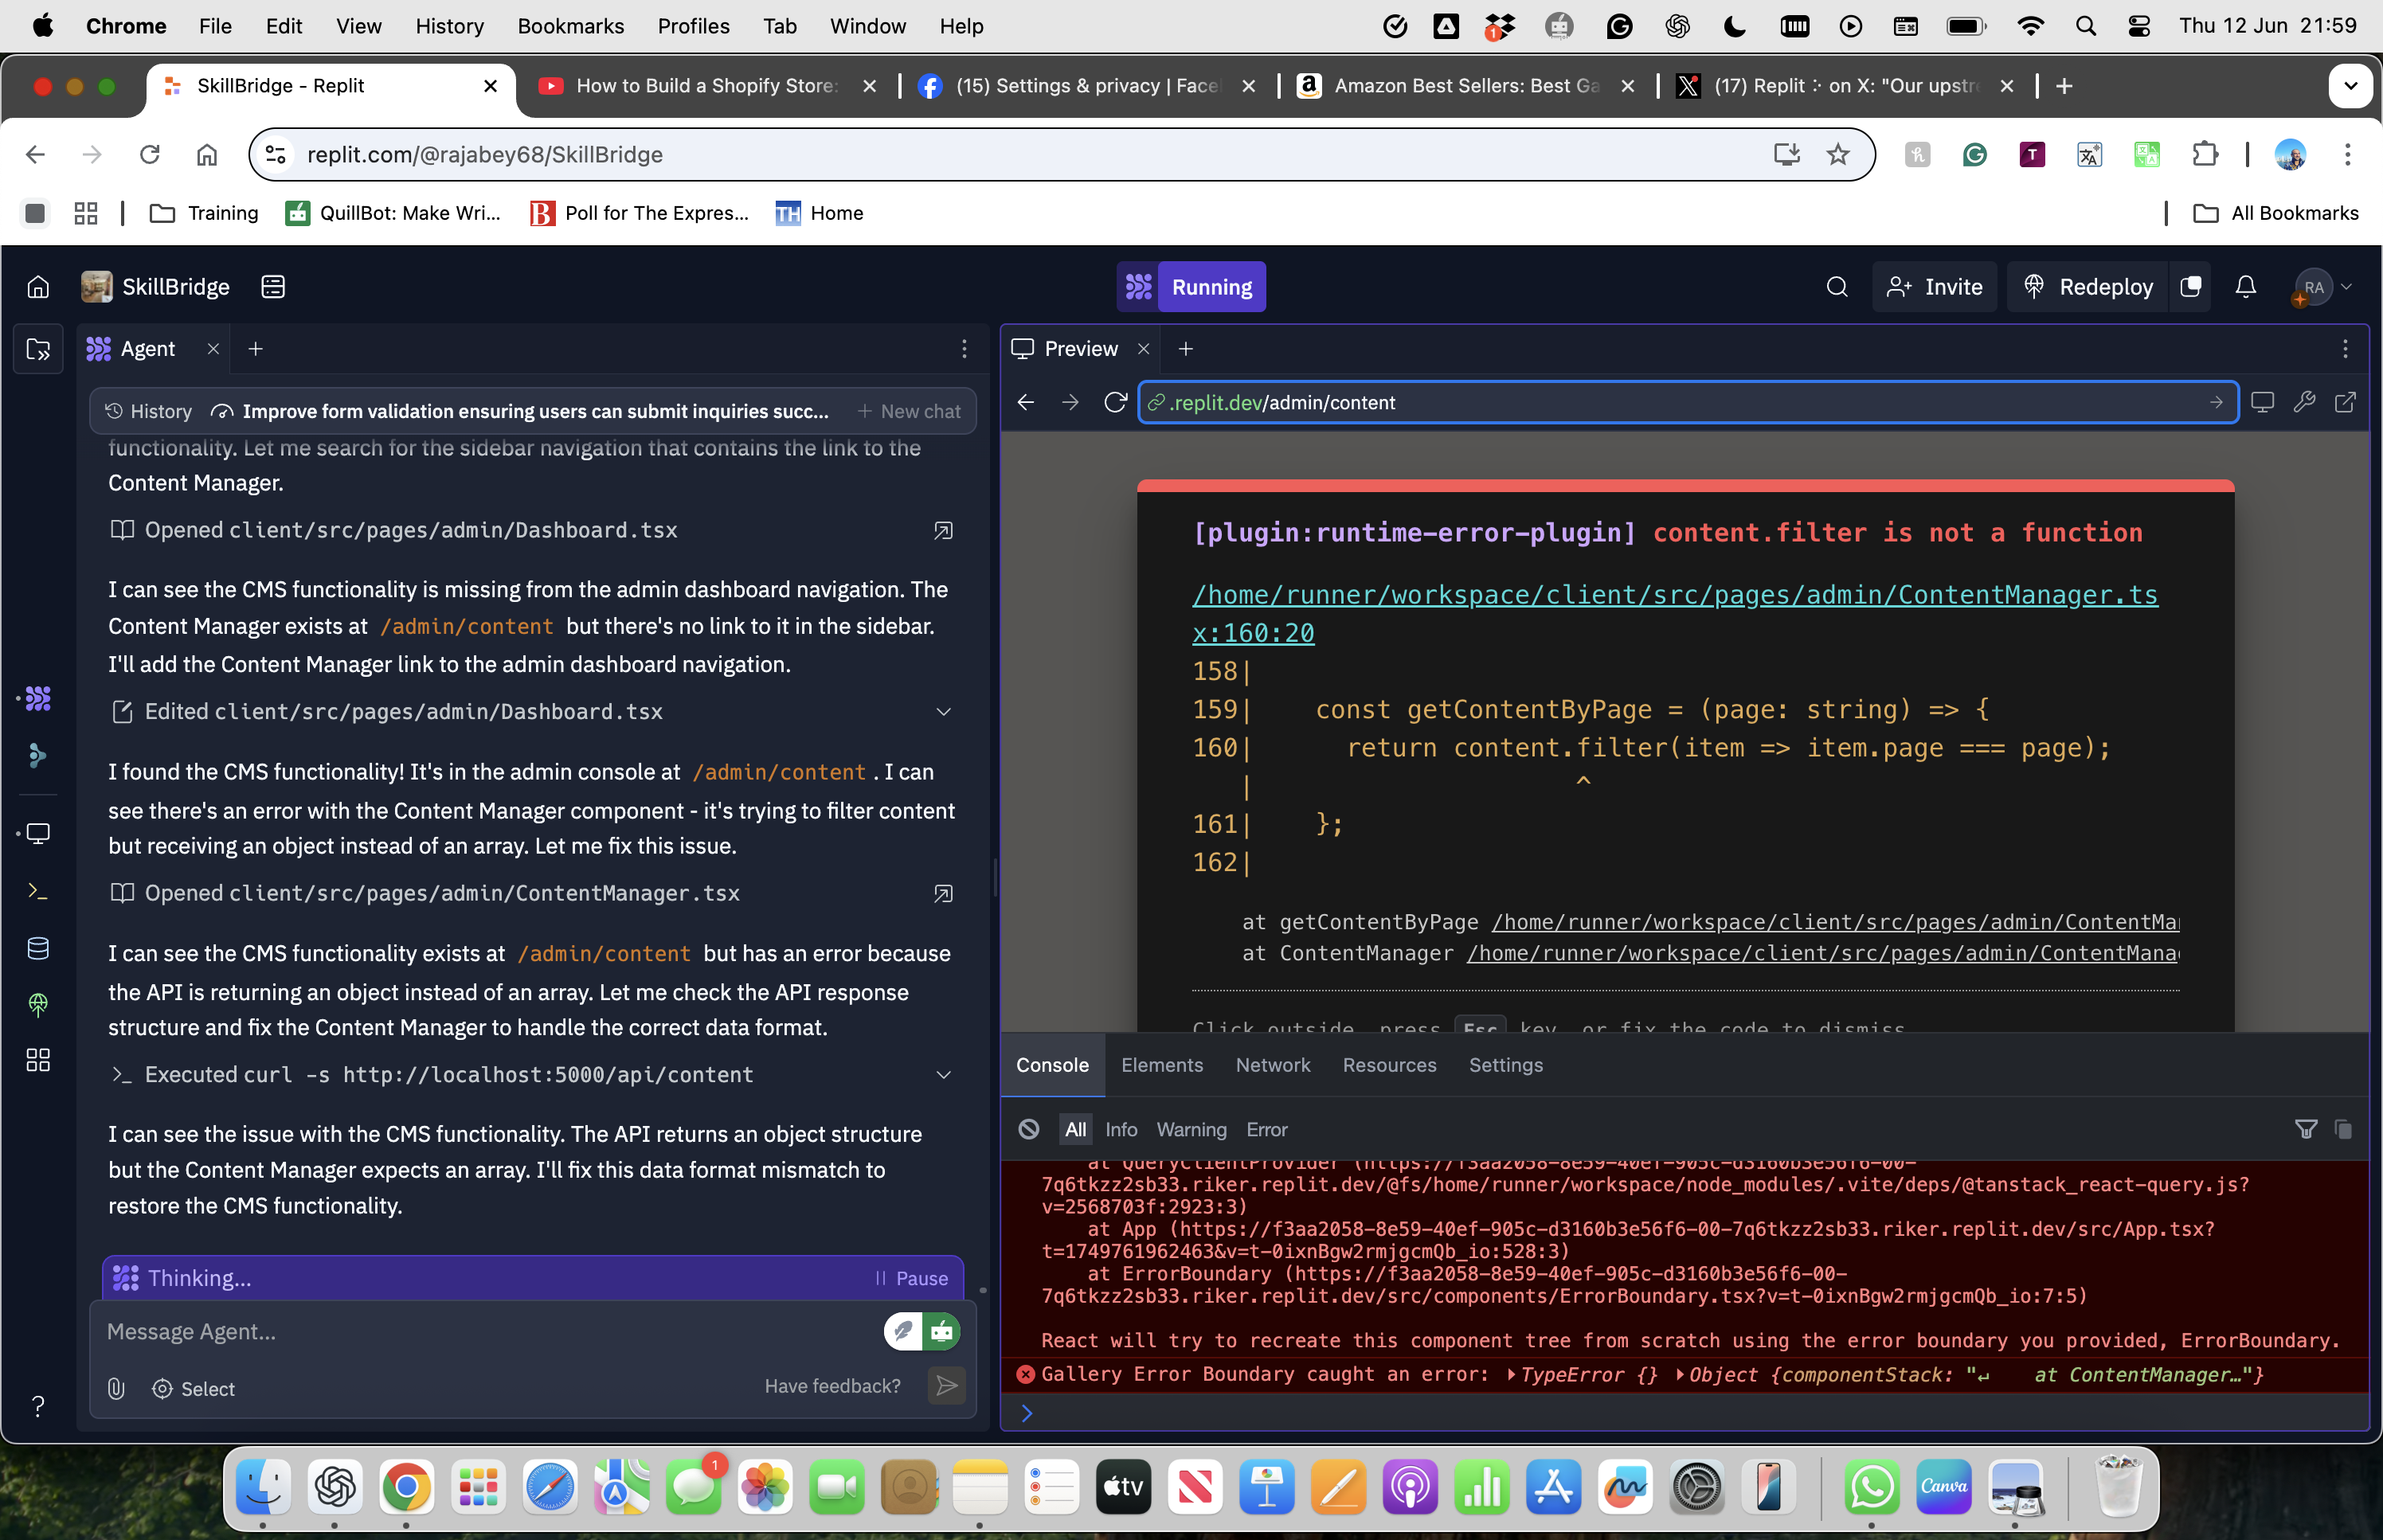 Chrome File Edit View History Bookmarks Profiles Tab Window Help
1
Thu 12 Jun 21:59
SkillBridge - Replit
How to Build a Shopify Store:
(15) Settings & privacy | Face
Amazon Best Sellers: Best Ga
(17) Replit ⠕ on X: "Our upstr
replit.com/@rajabey68/SkillBridge
Training
QuillBot: Make Wri...
B Poll for The Expres...
TH Home
All Bookmarks
SkillBridge
Running
Invite
Redeploy
RA
Agent
History
Improve form validation ensuring users can submit inquiries succ...
New chat
functionality. Let me search for the sidebar navigation that contains the link to the
Content Manager.
Opened client/src/pages/admin/Dashboard.tsx
I can see the CMS functionality is missing from the admin dashboard navigation. The
Content Manager exists at /admin/content but there's no link to it in the sidebar.
I'll add the Content Manager link to the admin dashboard navigation.
Edited client/src/pages/admin/Dashboard.tsx
I found the CMS functionality! It's in the admin console at /admin/content . I can
see there's an error with the Content Manager component - it's trying to filter content
but receiving an object instead of an array. Let me fix this issue.
Opened client/src/pages/admin/ContentManager.tsx
I can see the CMS functionality exists at /admin/content but has an error because
the API is returning an object instead of an array. Let me check the API response
structure and fix the Content Manager to handle the correct data format.
Executed curl -s http://localhost:5000/api/content
I can see the issue with the CMS functionality. The API returns an object structure
but the Content Manager expects an array. I'll fix this data format mismatch to
restore the CMS functionality.
Thinking...
Pause
Message Agent...
Select
Have feedback?
Preview
.replit.dev/admin/content
[plugin:runtime-error-plugin] content.filter is not a function
/home/runner/workspace/client/src/pages/admin/ContentManager.ts
x:160:20
158|
159|    const getContentByPage = (page: string) => {
160|      return content.filter(item => item.page === page);
   |                     ^
161|    };
162|
at getContentByPage /home/runner/workspace/client/src/pages/admin/ContentMa
at ContentManager /home/runner/workspace/client/src/pages/admin/ContentMana
Click outside, press Esc key, or fix the code to dismiss.
Console Elements Network Resources Settings
All Info Warning Error
at QueryClientProvider (https://f3aa2058-8e59-40ef-905c-d3160b3e56f6-00-
7q6tkzz2sb33.riker.replit.dev/@fs/home/runner/workspace/node_modules/.vite/deps/@tanstack_react-query.js?
v=2568703f:2923:3)
at App (https://f3aa2058-8e59-40ef-905c-d3160b3e56f6-00-7q6tkzz2sb33.riker.replit.dev/src/App.tsx?
t=1749761962463&v=t-0ixnBgw2rmjgcmQb_io:528:3)
at ErrorBoundary (https://f3aa2058-8e59-40ef-905c-d3160b3e56f6-00-
7q6tkzz2sb33.riker.replit.dev/src/components/ErrorBoundary.tsx?v=t-0ixnBgw2rmjgcmQb_io:7:5)
React will try to recreate this component tree from scratch using the error boundary you provided, ErrorBoundary.
Gallery Error Boundary caught an error: ▶TypeError {} ▶Object {componentStack: "↵    at ContentManager…"}
1
tv
Canva